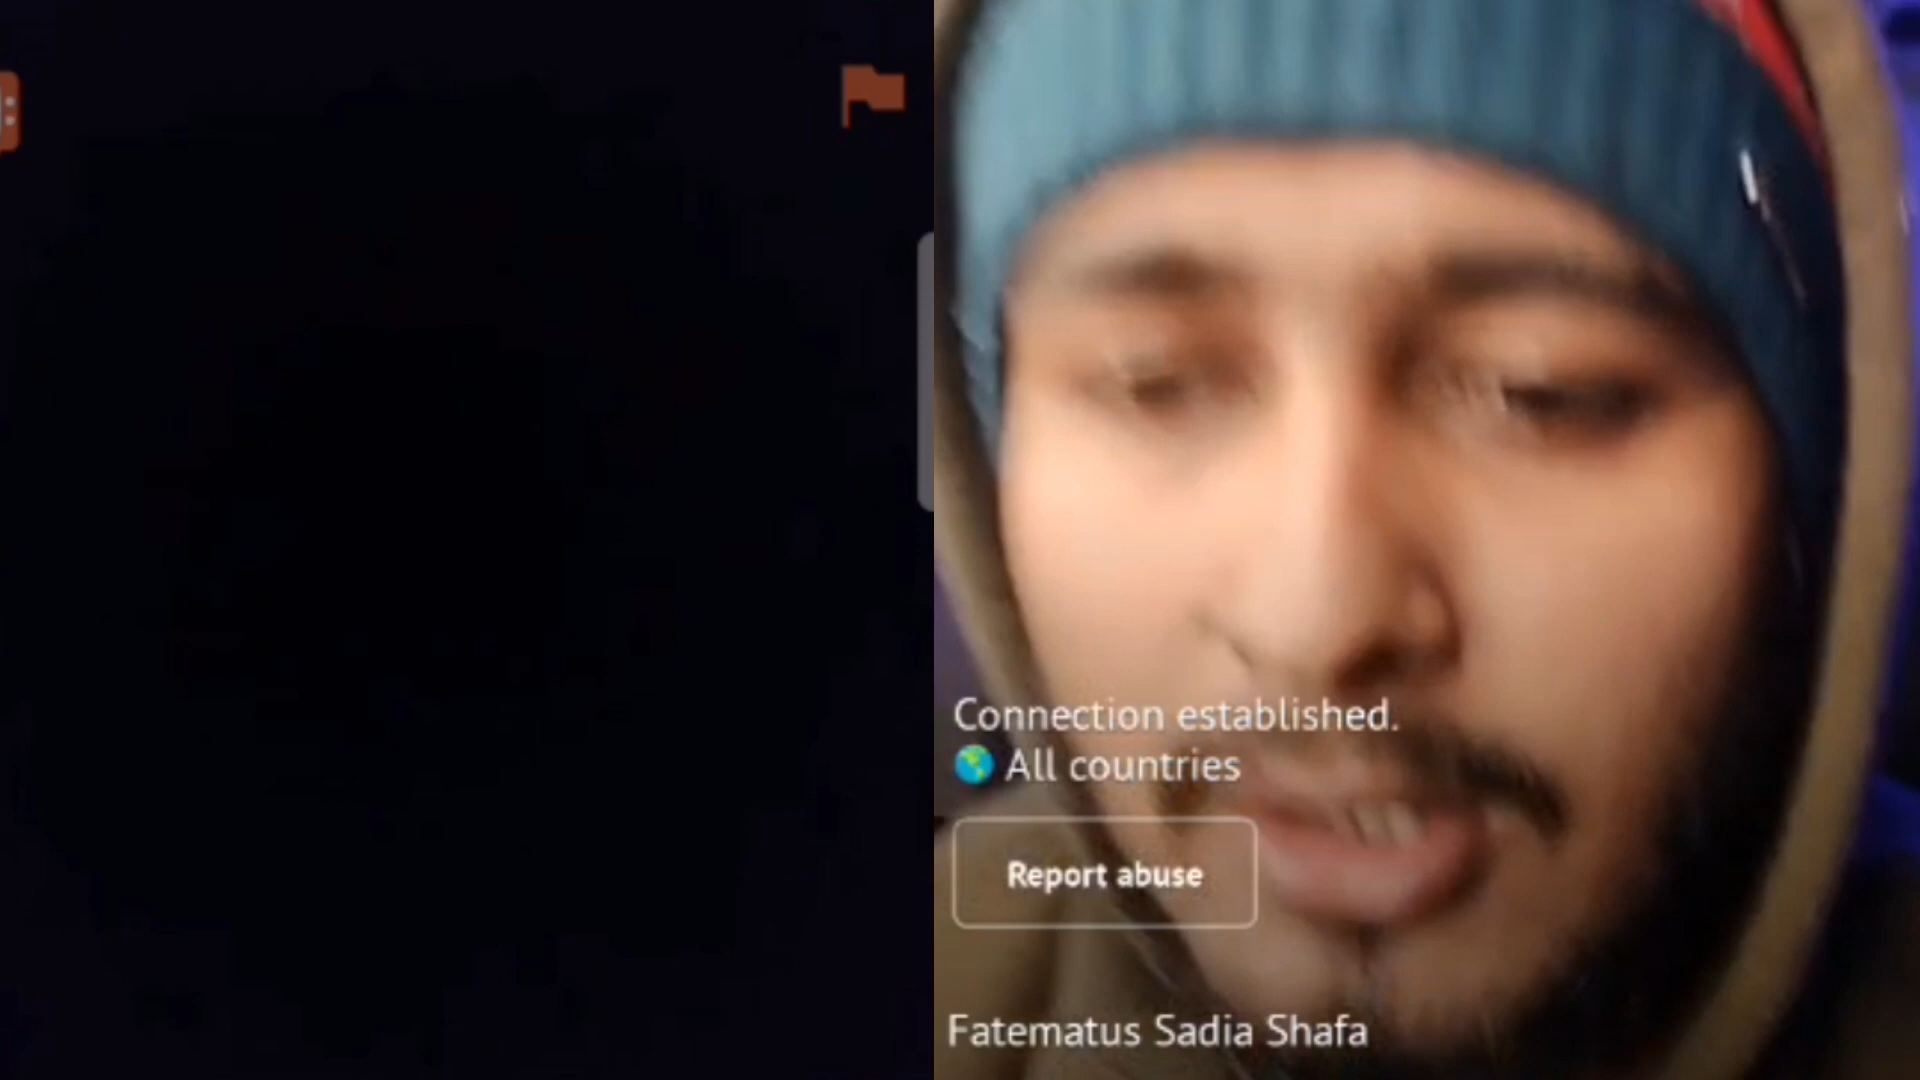 Connection established.
All countries
Report abuse
Fatematus Sadia Shafa